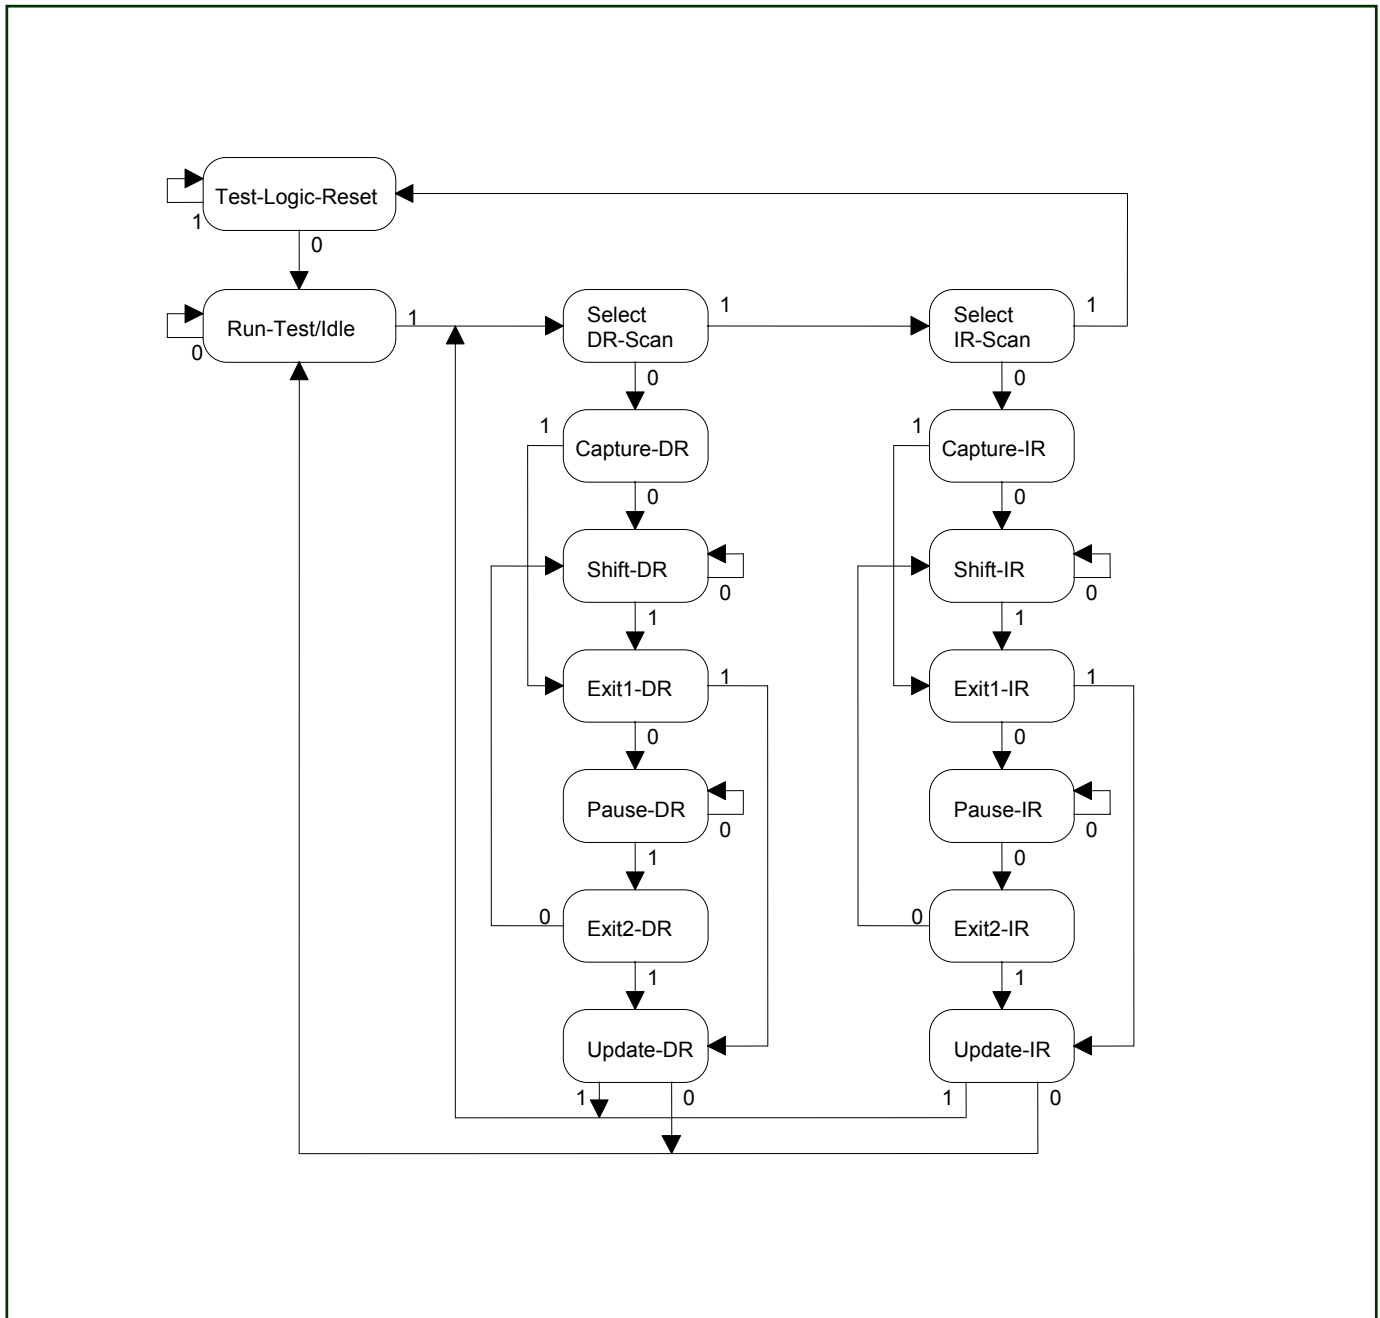 Test-Logic-Reset
1
0
Run-Test/Idle
1
0
Select
DR-Scan
1
0
Select
IR-Scan
1
0
1
Capture-DR
0
1
Capture-IR
0
Shift-DR
0
1
Shift-IR
0
1
Exit1-DR
1
0
Exit1-IR
1
0
Pause-DR
0
1
Pause-IR
0
0
0
Exit2-DR
1
0
Exit2-IR
1
Update-DR
1
0
Update-IR
1
0